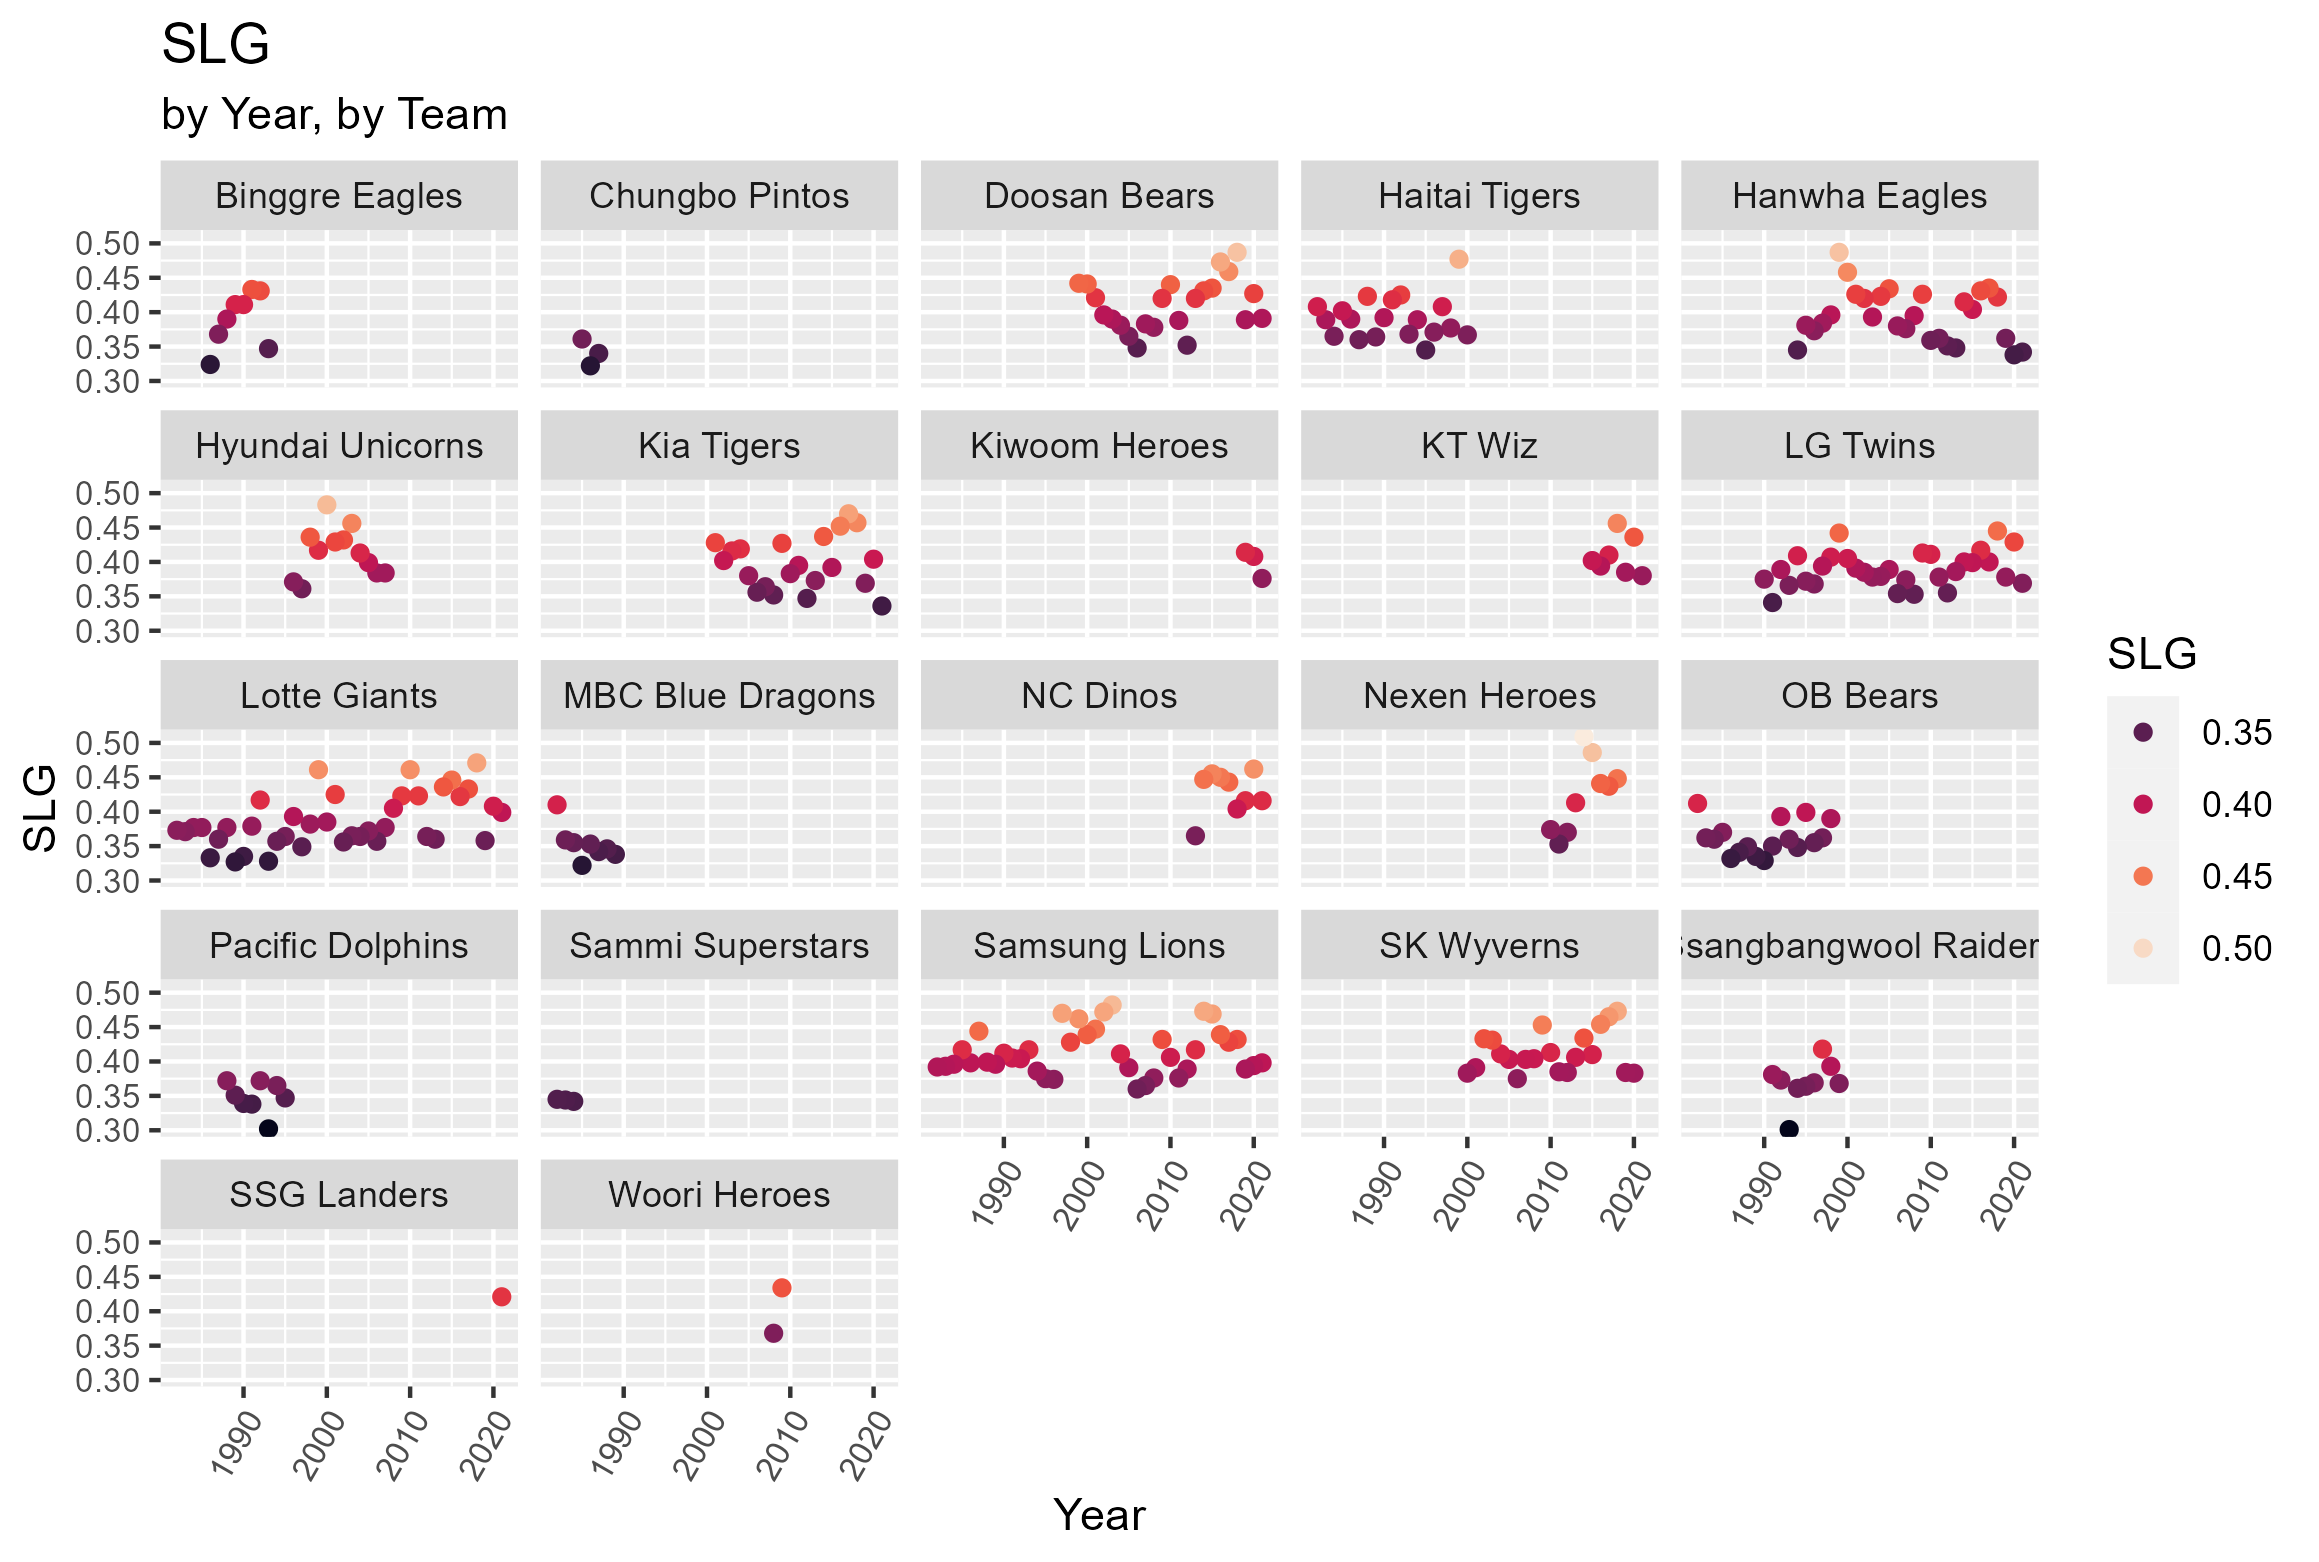 SLG
by Year, by Team
Binggre Eagles
Chungbo Pintos
Doosan Bears
Haitai Tigers
Hanwha Eagles
0.50
0.45
0.40
0.35
0.30
Hyundai Unicorns
Kia Tigers
Kiwoom Heroes
KT Wiz
LG Twins
0.50
0.45
0.40
0.35
0.30
Lotte Giants
MBC Blue Dragons
NC Dinos
Nexen Heroes
OB Bears
0.50
0.45
0.40
0.35
0.30
Pacific Dolphins
Sammi Superstars
Samsung Lions
SK Wyverns
Ssangbangwool Raider
0.50
0.45
0.40
0.35
0.30
1990
2000
2010
2020
1990
2000
2010
2020
1990
2000
2010
2020
SSG Landers
Woori Heroes
0.50
0.45
0.40
0.35
0.30
1990
2000
2010
2020
1990
2000
2010
2020
SLG
Year
SLG
0.35
0.40
0.45
0.50